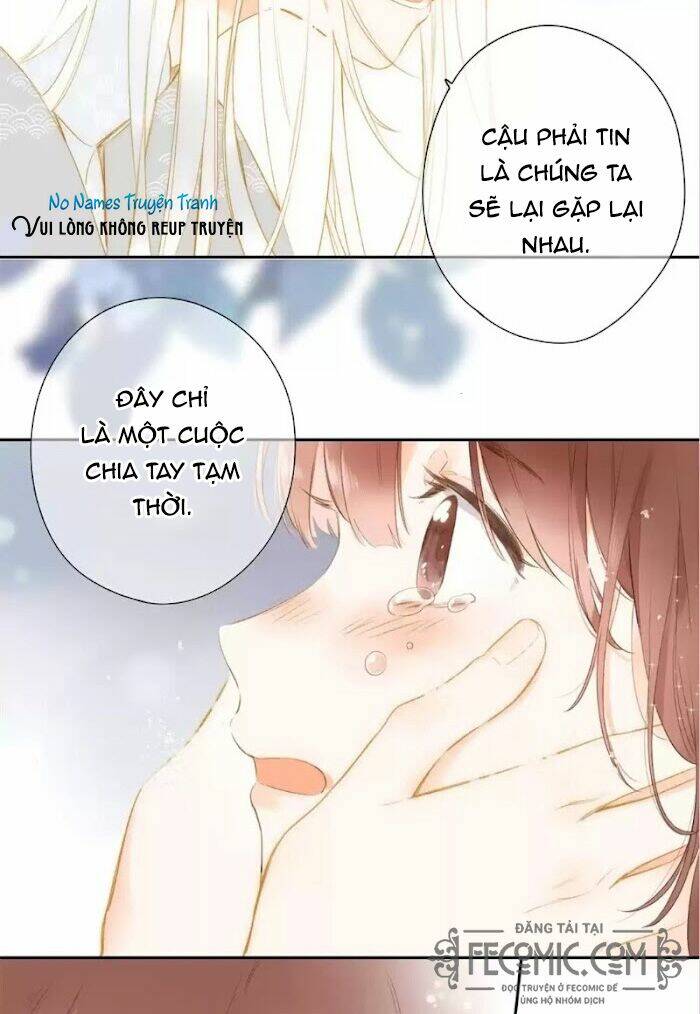 CẬU PHẢI TIN
LÀ CHÚNG TA
SẼ LẠI GẶP LẠI
NHAU.
No Names Truyện Tranh
VUI LÒNG KHÔNG REUP TRUYỆN
ĐÂY CHỈ
LÀ MỘT CUỘC
CHIA TAY TẠM
THỜI.
ĐĂNG TẢI TẠI
FECOMIC.COM
ĐỌC TRUYỆN Ở FECOMIC ĐỂ
ỦNG HỘ NHÓM DỊCH